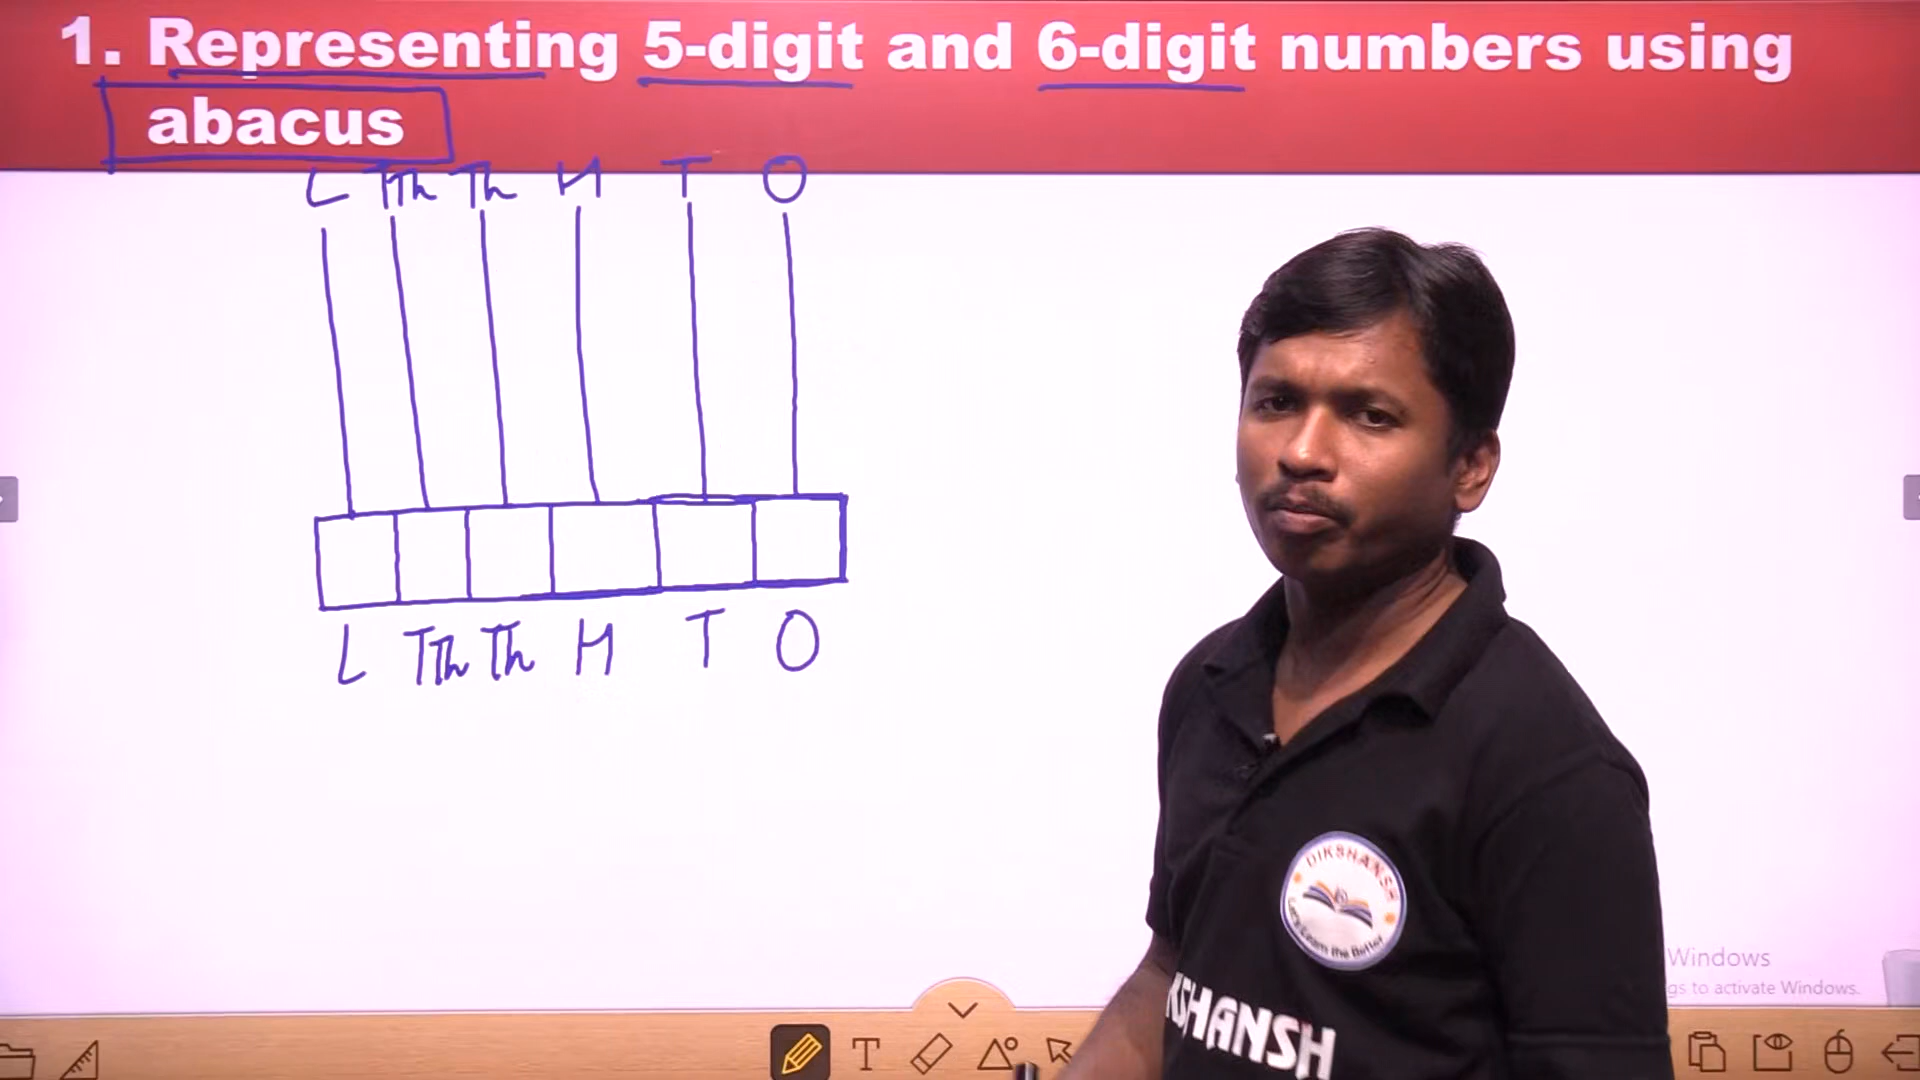 1. Representing 5-digit and 6-digit numbers using
abacus
L TTh Th H T O
L TTh Th H T O
DIKSHANSH
Let's Learn the Better
KSHANSH
Windows
gs to activate Windows.
T